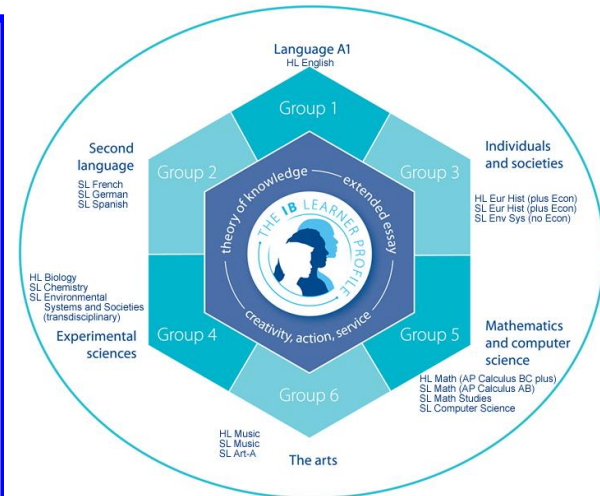 Language A1
HL English
Group 1
Second
language
SL French
SL German
SL Spanish
Group 2
Group 3
Individuals
and societies
HL Eur Hist (plus Econ)
SL Eur Hist (plus Econ)
SL Env Sys (no Econ)
theory of knowledge
extended essay
creativity, action, service
THE IB LEARNER PROFILE
HL Biology
SL Chemistry
SL Environmental
Systems and Societies
(transdisciplinary)
Experimental
sciences
Group 4
Group 5
Mathematics
and computer
science
HL Math (AP Calculus BC plus)
SL Math (AP Calculus AB)
SL Math Studies
SL Computer Science
Group 6
HL Music
SL Music
SL Art-A
The arts